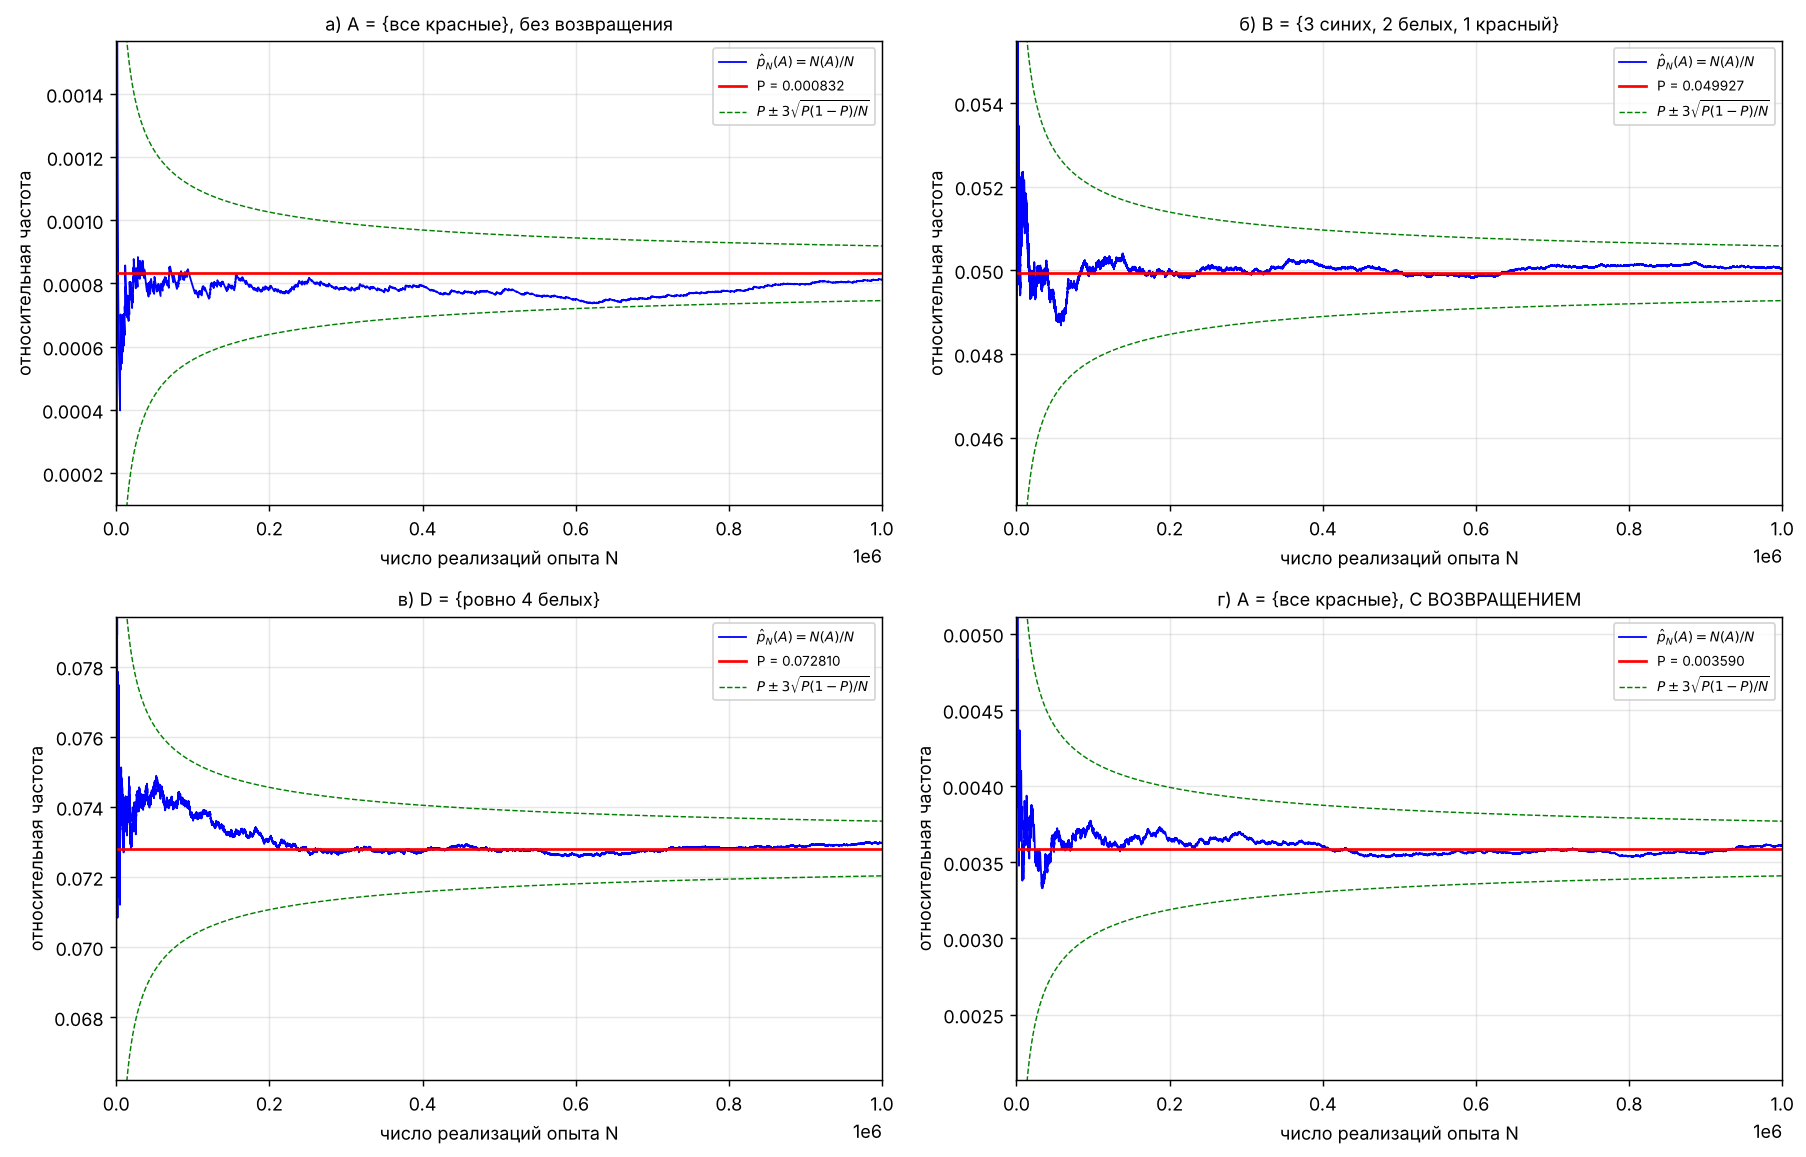 а) A = {все красные}, без возвращения
относительная частота
0.0014
0.0012
0.0010
0.0008
0.0006
0.0004
0.0002
p̂_N(A) = N(A)/N
P = 0.000832
P ± 3√P(1 − P)/N
0.0 0.2 0.4 0.6 0.8 1.0
1e6
число реализаций опыта N
б) B = {3 синих, 2 белых, 1 красный}
относительная частота
0.054
0.052
0.050
0.048
0.046
p̂_N(A) = N(A)/N
P = 0.049927
P ± 3√P(1 − P)/N
0.0 0.2 0.4 0.6 0.8 1.0
1e6
число реализаций опыта N
в) D = {ровно 4 белых}
относительная частота
0.078
0.076
0.074
0.072
0.070
0.068
p̂_N(A) = N(A)/N
P = 0.072810
P ± 3√P(1 − P)/N
0.0 0.2 0.4 0.6 0.8 1.0
1e6
число реализаций опыта N
г) A = {все красные}, С ВОЗВРАЩЕНИЕМ
относительная частота
0.0050
0.0045
0.0040
0.0035
0.0030
0.0025
p̂_N(A) = N(A)/N
P = 0.003590
P ± 3√P(1 − P)/N
0.0 0.2 0.4 0.6 0.8 1.0
1e6
число реализаций опыта N